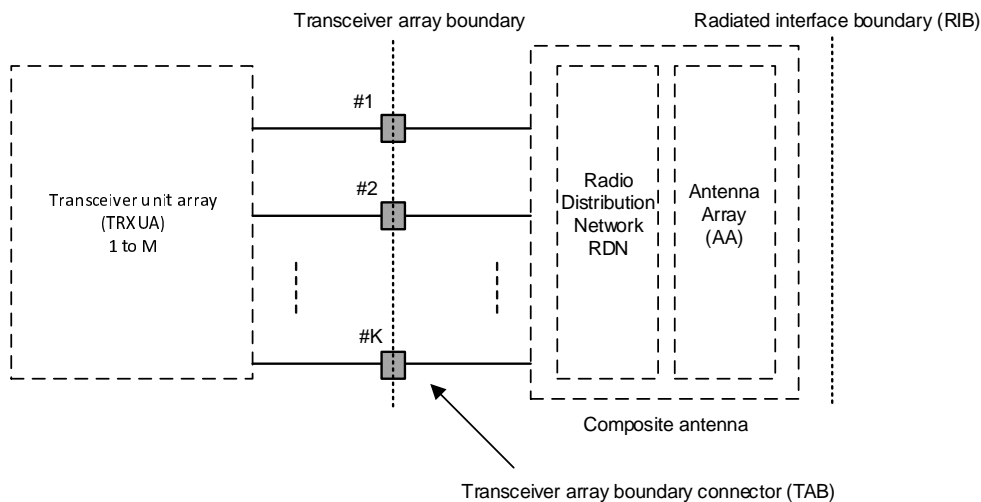 Transceiver array boundary
Radiated interface boundary (RIB)
#1
#2
#K
Transceiver unit array
(TRXUA)
1 to M
Radio
Distribution
Network
RDN
Antenna
Array
(AA)
Composite antenna
Transceiver array boundary connector (TAB)